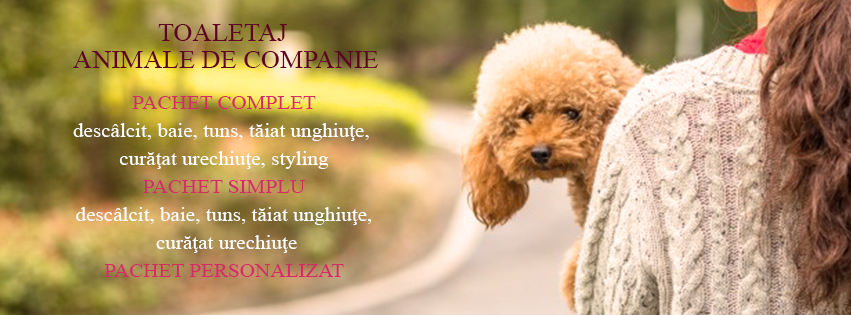 TOALETAJ
ANIMALE DE COMPANIE
PACHET COMPLET
descâlcit, baie, tuns, tăiat unghiuţe,
curăţat urechiuţe, styling
PACHET SIMPLU
descâlcit, baie, tuns, tăiat unghiuţe,
curăţat urechiuţe
PACHET PERSONALIZAT